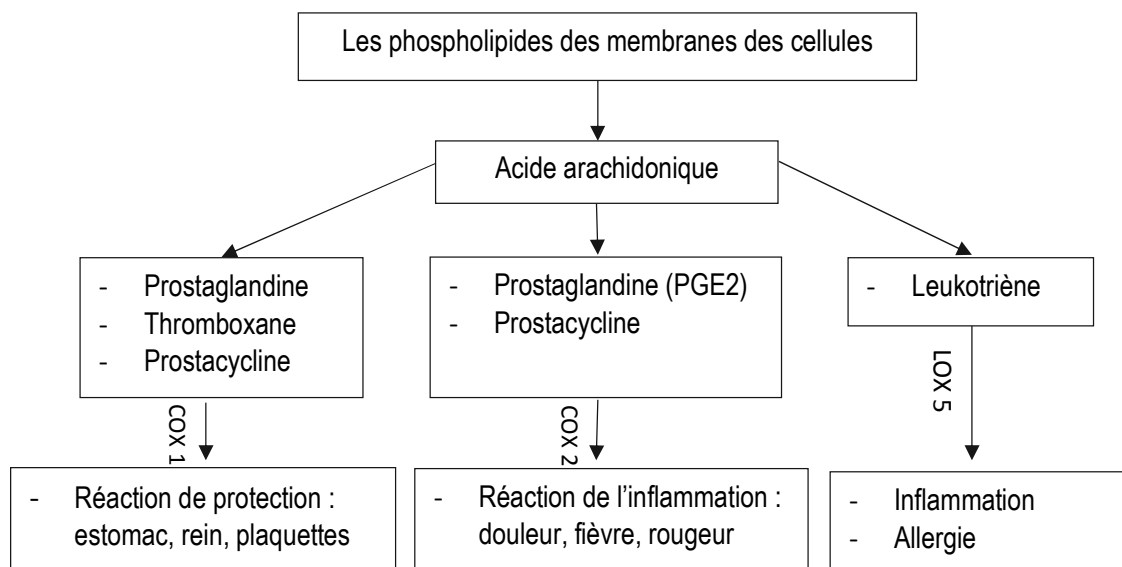 Les phospholipides des membranes des cellules
Acide arachidonique
- Prostaglandine
- Thromboxane
- Prostacycline
- Prostaglandine (PGE2)
- Prostacycline
- Leukotriène
COX 1
COX 2
LOX 5
- Réaction de protection :
estomac, rein, plaquettes
- Réaction de l’inflammation :
douleur, fièvre, rougeur
- Inflammation
- Allergie